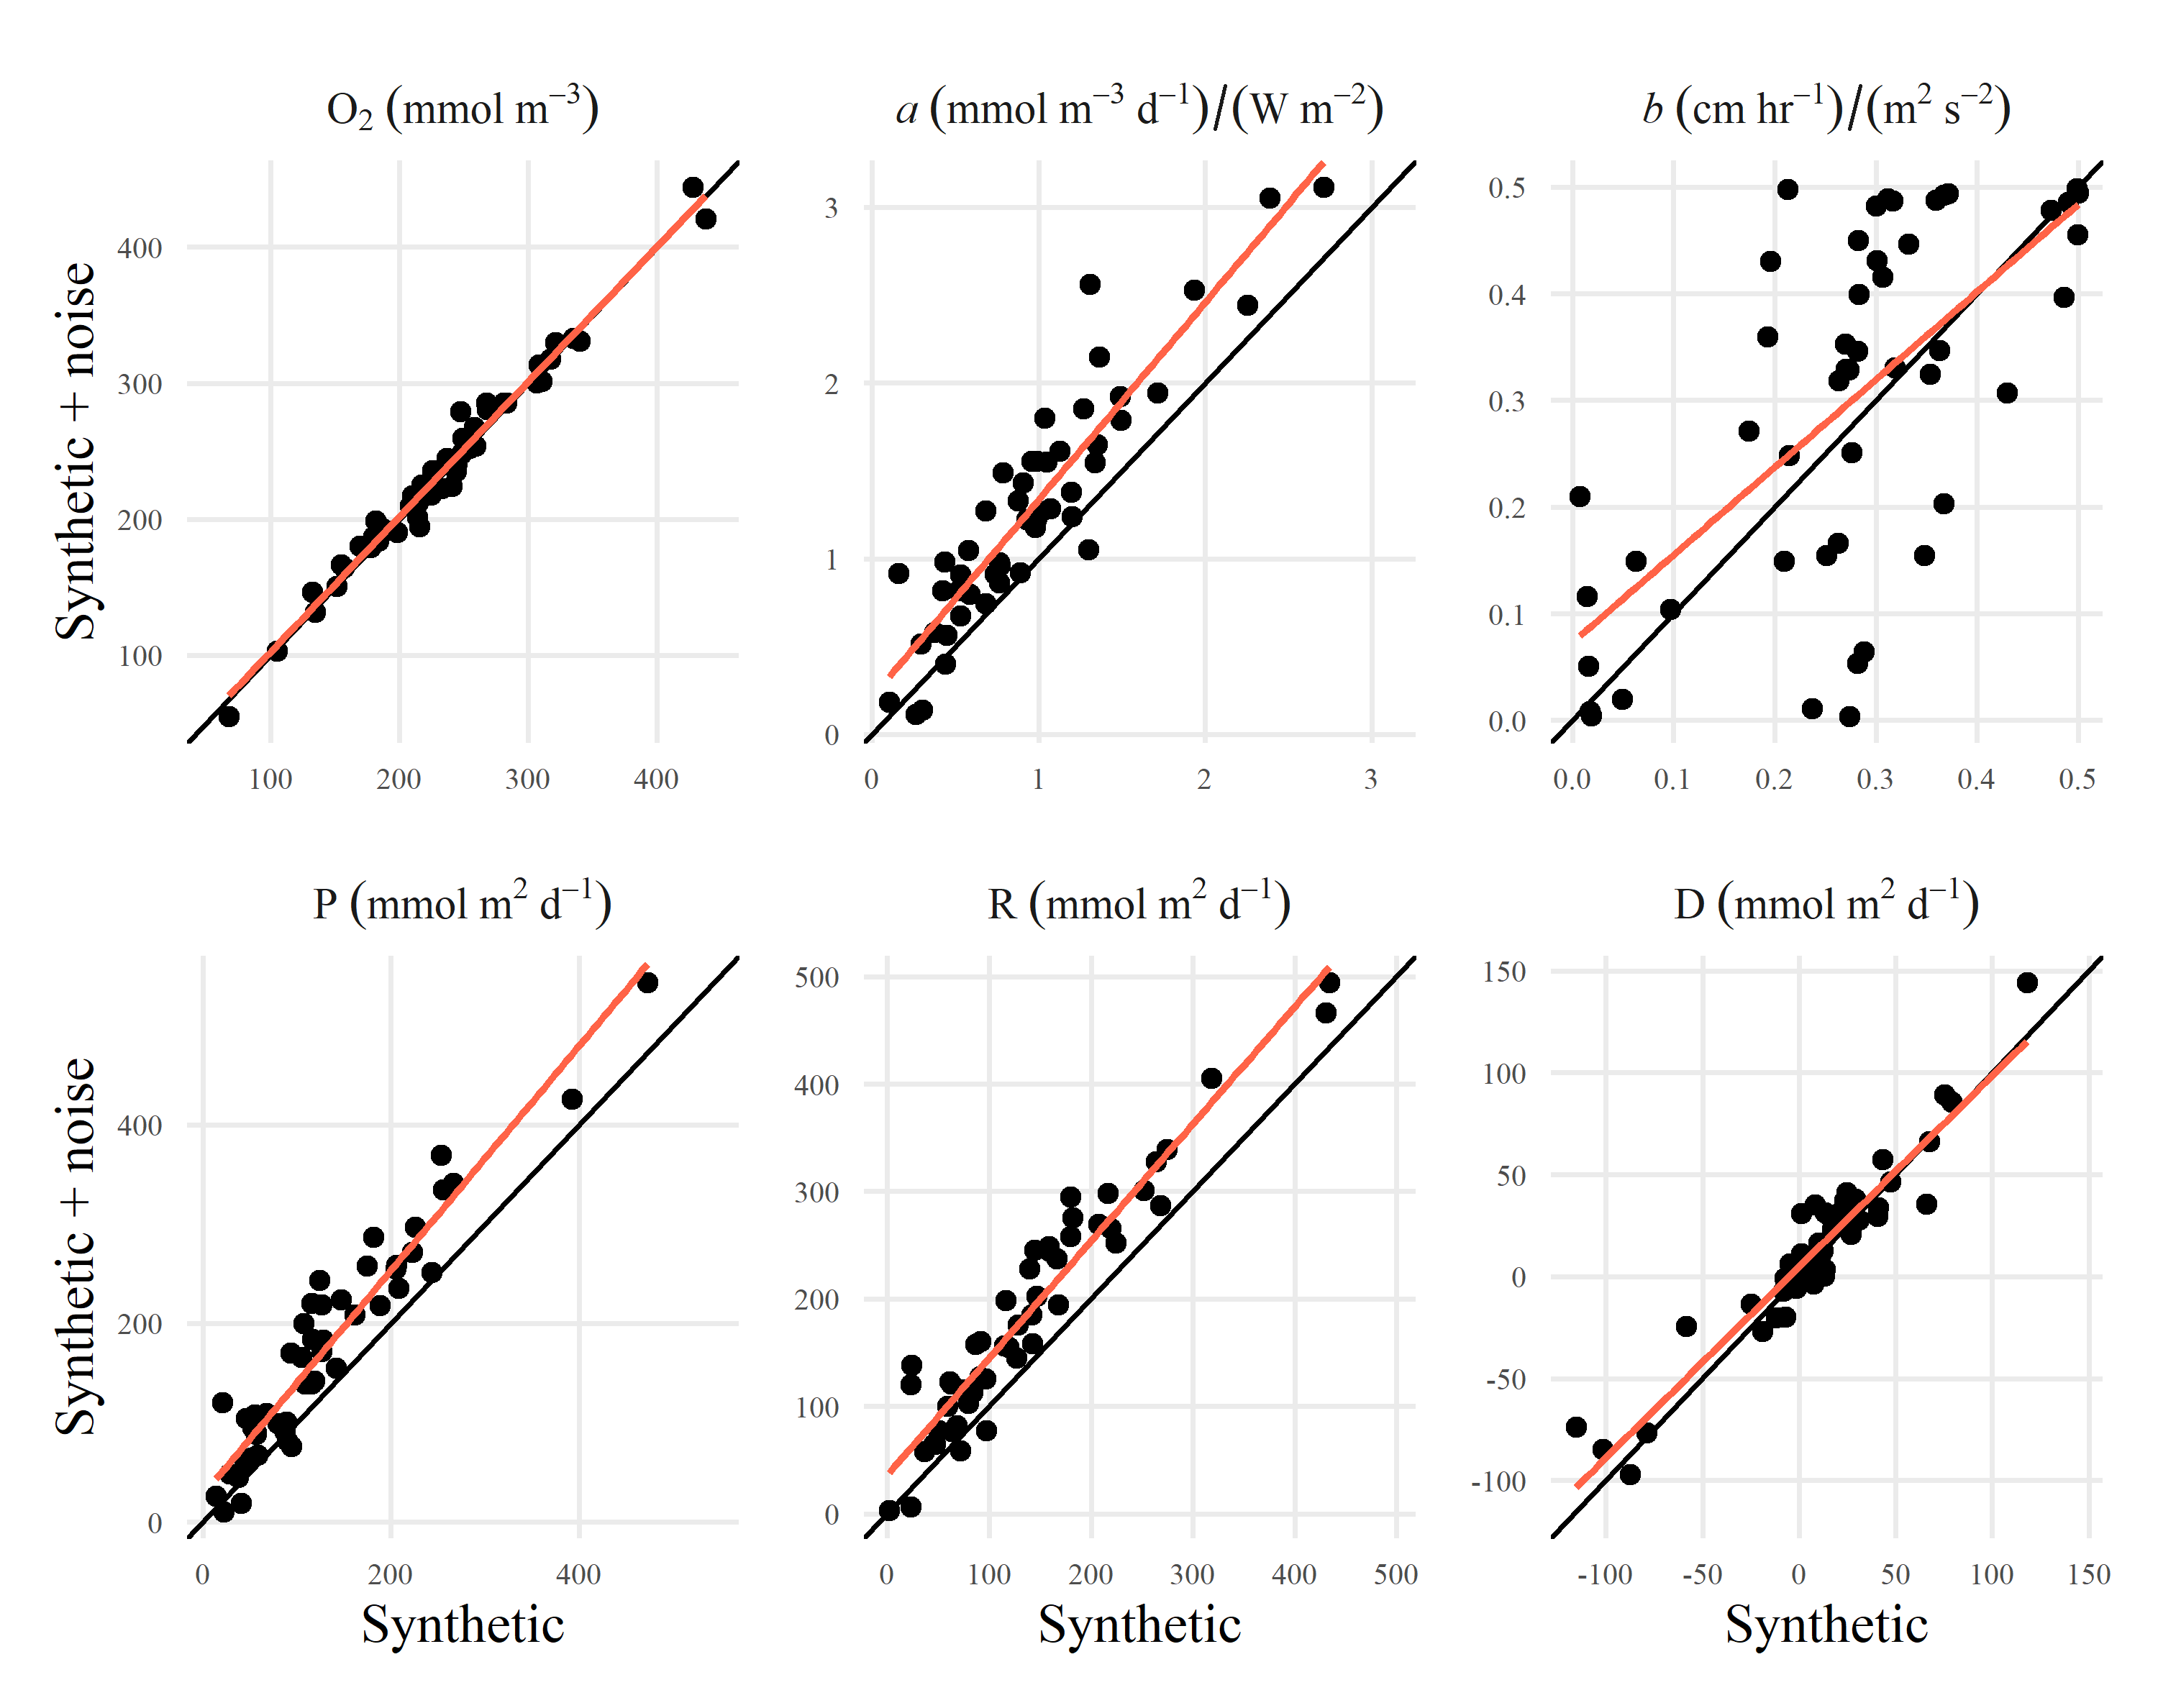 O₂ (mmol m⁻³)
a (mmol m⁻³ d⁻¹)/(W m⁻²)
b (cm hr⁻¹)/(m² s⁻²)
Synthetic + noise
400
300
200
100
100 200 300 400
3
2
1
0
0 1 2 3
0.5
0.4
0.3
0.2
0.1
0.0
0.0 0.1 0.2 0.3 0.4 0.5
P (mmol m² d⁻¹)
R (mmol m² d⁻¹)
D (mmol m² d⁻¹)
Synthetic + noise
400
200
0
0 200 400
Synthetic
500
400
300
200
100
0
0 100 200 300 400 500
Synthetic
150
100
50
0
-50
-100
-100 -50 0 50 100 150
Synthetic